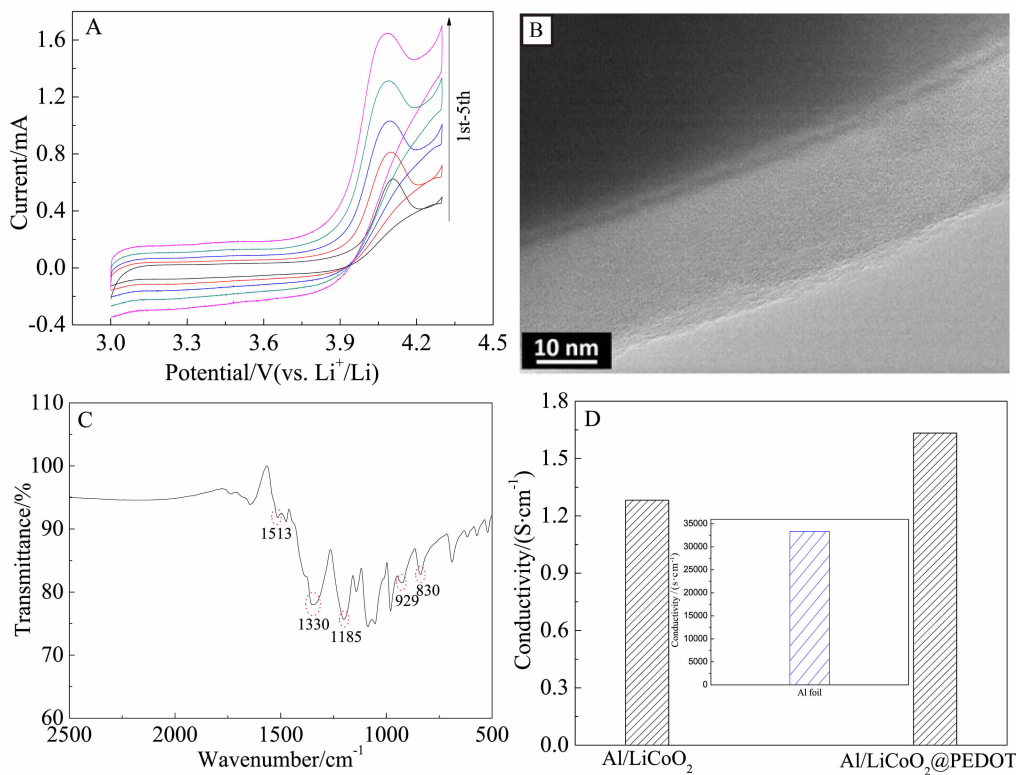 A
1.6
1.2
0.8
0.4
0.0
-0.4
Current/mA
1st-5th
3.0 3.3 3.6 3.9 4.2 4.5
Potential/V(vs. Li⁺/Li)
B
10 nm
C
110
100
90
80
70
60
Transmittance/%
1513
1330
1185
929
830
2500 2000 1500 1000 500
Wavenumber/cm⁻¹
D
1.8
1.5
1.2
0.9
0.6
0.3
0.0
Conductivity/(S·cm⁻¹)
35000
30000
25000
20000
15000
10000
5000
0
Conductivity /(s·cm⁻¹)
Al foil
Al/LiCoO₂ Al/LiCoO₂@PEDOT